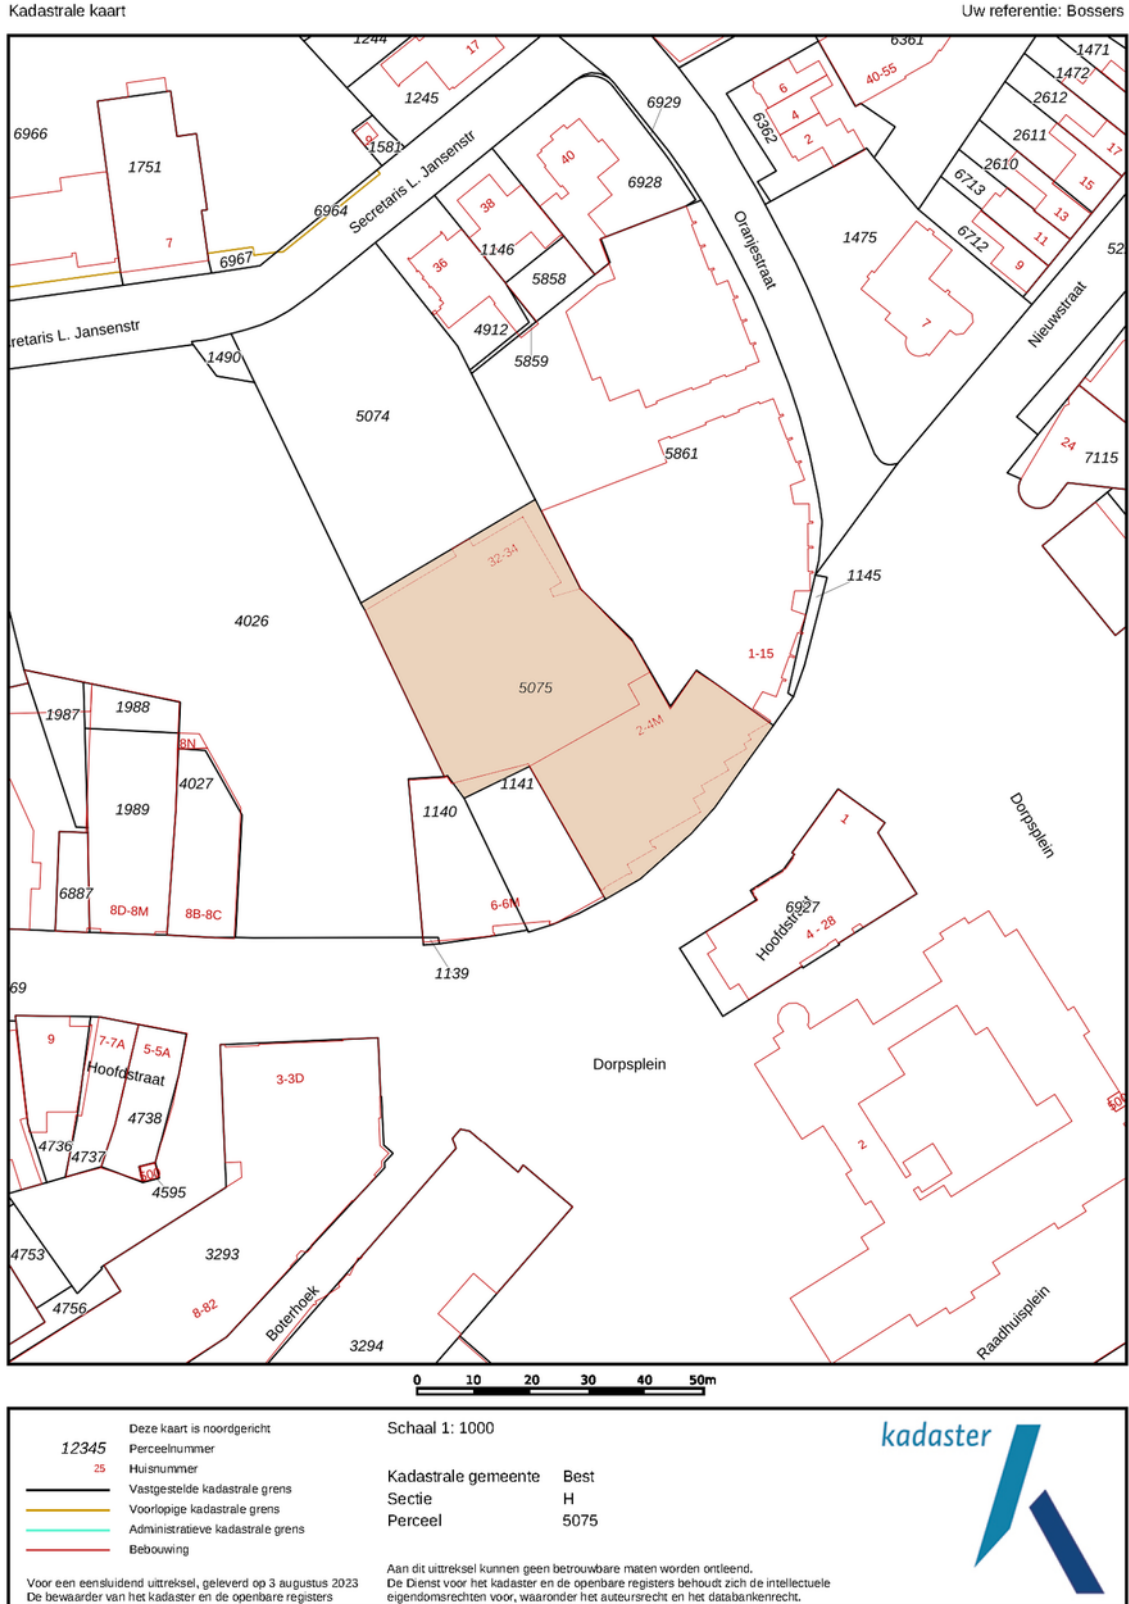 Kadastrale kaart
Uw referentie: Bossers
1244
17
6361
1471
40-55
1472
1245
6
2612
6929
6966
4
6362
2
2611
17
1581
1751
40
2610
15
6928
6713
Secretaris L. Jansenstr
38
6964
13
Oranjestraat
1475
6712
11
7
1146
36
6967
5858
9
52
Nieuwstraat
7
4912
retaris L. Jansenstr
1490
5859
5074
24
5861
7115
32-34
1145
4026
1-15
5075
1987
1988
2-4M
8N
4027
1141
1989
1140
1
Dorpsplein
6887
8D-8M
8B-8C
6-6M
6927
Hoofdstraat
4 - 28
1139
69
9
7-7A
5-5A
Dorpsplein
Hoofdstraat
3-3D
500
4738
2
4736
4737
500
4595
4753
3293
4756
8-82
Boterhoek
3294
Raadhuisplein
0 10 20 30 40 50m
Deze kaart is noordgericht
12345 Perceelnummer
25 Huisnummer
Vastgestelde kadastrale grens
Voorlopige kadastrale grens
Administratieve kadastrale grens
Bebouwing
Voor een eensluidend uittreksel, geleverd op 3 augustus 2023
De bewaarder van het kadaster en de openbare registers
Schaal 1: 1000
Kadastrale gemeente Best
Sectie H
Perceel 5075
Aan dit uittreksel kunnen geen betrouwbare maten worden ontleend.
De Dienst voor het kadaster en de openbare registers behoudt zich de intellectuele
eigendomsrechten voor, waaronder het auteursrecht en het databankenrecht.
kadaster